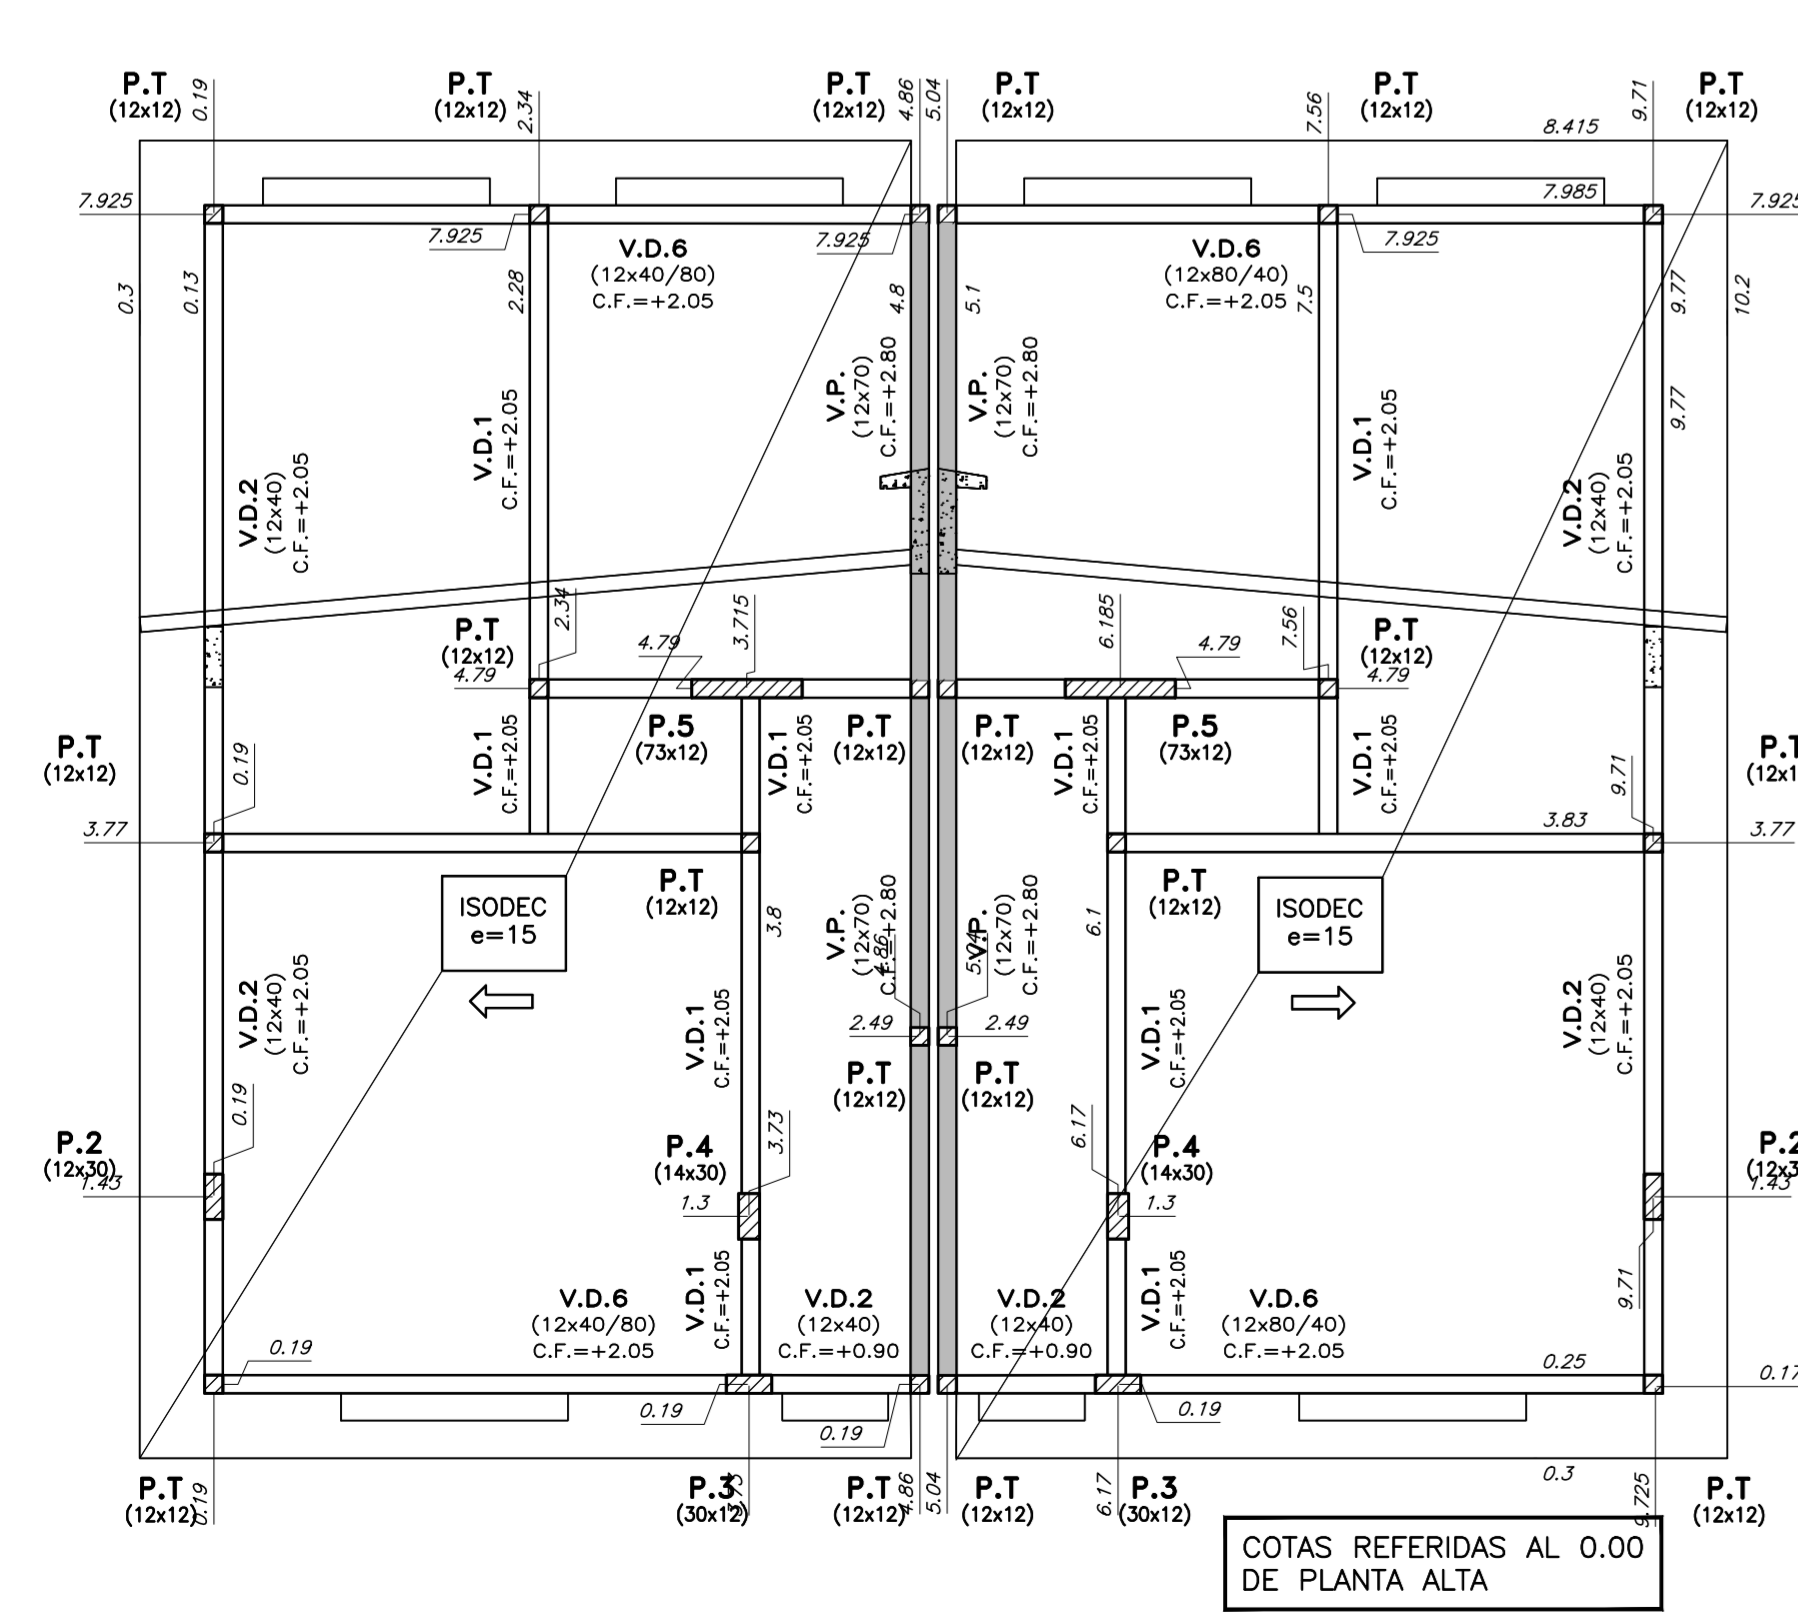 P.T
(12x12)
0.19
P.T
(12x12)
2.34
P.T
(12x12)
4.86
5.04
P.T
(12x12)
7.56
P.T
(12x12)
8.415
9.71
P.T
(12x12)
7.925
7.925
7.925
7.985
7.925
7.925
0.3
0.13
2.28
V.D.6
(12x40/80)
C.F.=+2.05
4.8
5.1
V.D.6
(12x80/40)
C.F.=+2.05
7.5
9.77
10.2
V.D.2
(12x40)
C.F.=+2.05
V.D.1
C.F.=+2.05
V.P.
(12x70)
C.F.=+2.80
V.P.
(12x70)
C.F.=+2.80
V.D.1
C.F.=+2.05
V.D.2
(12x40)
C.F.=+2.05
9.77
P.T
(12x12)
4.79
2.34
4.79
3.715
6.185
4.79
7.56
P.T
(12x12)
4.79
P.T
(12x12)
0.19
V.D.1
C.F.=+2.05
P.5
(73x12)
V.D.1
C.F.=+2.05
P.T
(12x12)
P.T
(12x12)
V.D.1
C.F.=+2.05
P.5
(73x12)
V.D.1
C.F.=+2.05
9.71
3.77
3.83
3.77
ISODEC
e=15
P.T
(12x12)
3.8
V.P.
(12x70)
C.F.=+2.80
4.86
5.04
V.P.
(12x70)
C.F.=+2.80
6.1
P.T
(12x12)
ISODEC
e=15
V.D.2
(12x40)
C.F.=+2.05
V.D.1
C.F.=+2.05
2.49
2.49
V.D.1
C.F.=+2.05
V.D.2
(12x40)
C.F.=+2.05
P.T
(12x12)
P.T
(12x12)
P.2
(12x30)
1.43
0.19
P.4
(14x30)
1.3
3.73
6.17
P.4
(14x30)
1.3
1.43
V.D.6
(12x40/80)
C.F.=+2.05
V.D.1
C.F.=+2.05
V.D.2
(12x40)
C.F.=+0.90
V.D.2
(12x40)
C.F.=+0.90
V.D.1
C.F.=+2.05
V.D.6
(12x80/40)
C.F.=+2.05
9.71
0.19
0.19
0.19
0.19
0.25
0.17
0.3
P.T
(12x12)
0.19
P.3
(30x12)
P.T
(12x12)
4.86
5.04
P.T
(12x12)
6.17
P.3
(30x12)
9.725
P.T
(12x12)
COTAS REFERIDAS AL 0.00
DE PLANTA ALTA